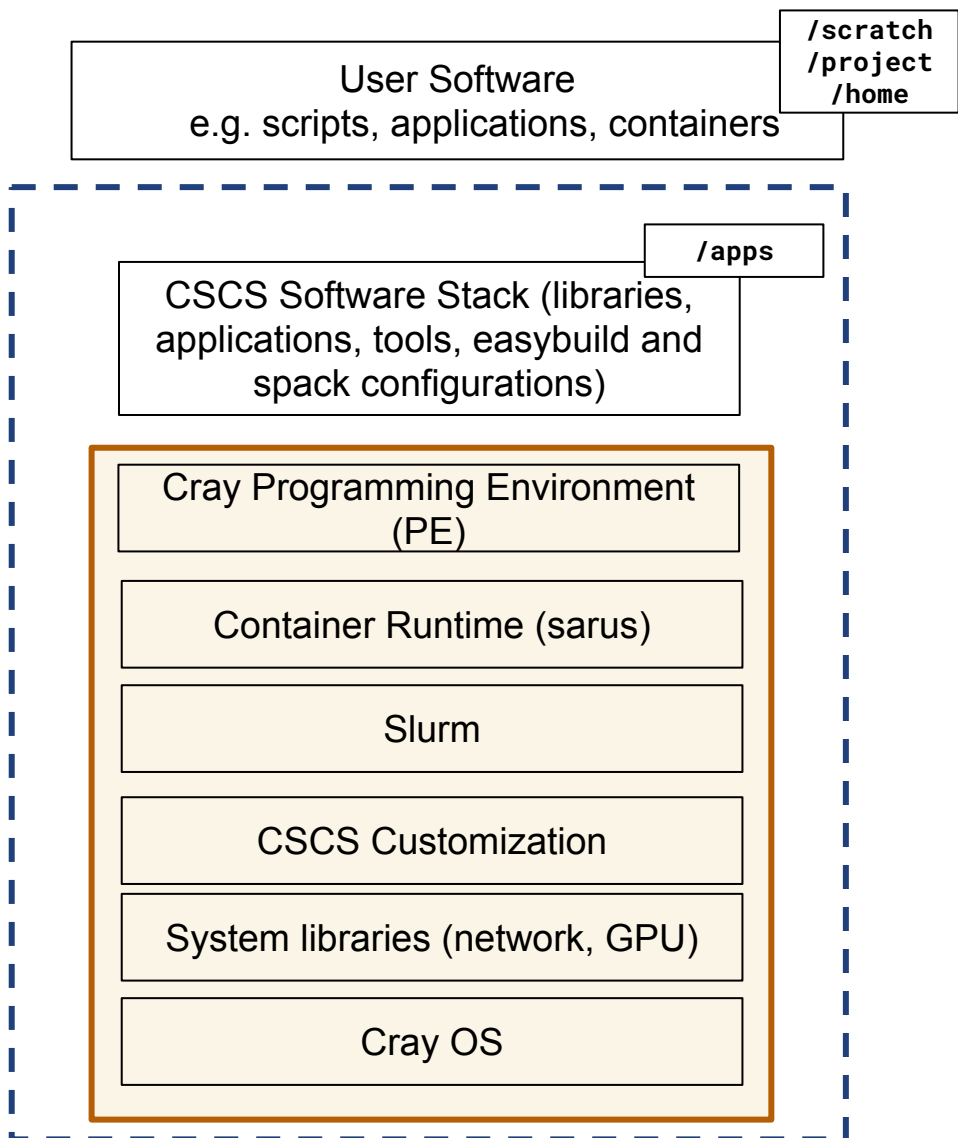 /scratch
/project
/home
User Software
e.g. scripts, applications, containers
/apps
CSCS Software Stack (libraries,
applications, tools, easybuild and
spack configurations)
Cray Programming Environment
(PE)
Container Runtime (sarus)
Slurm
CSCS Customization
System libraries (network, GPU)
Cray OS